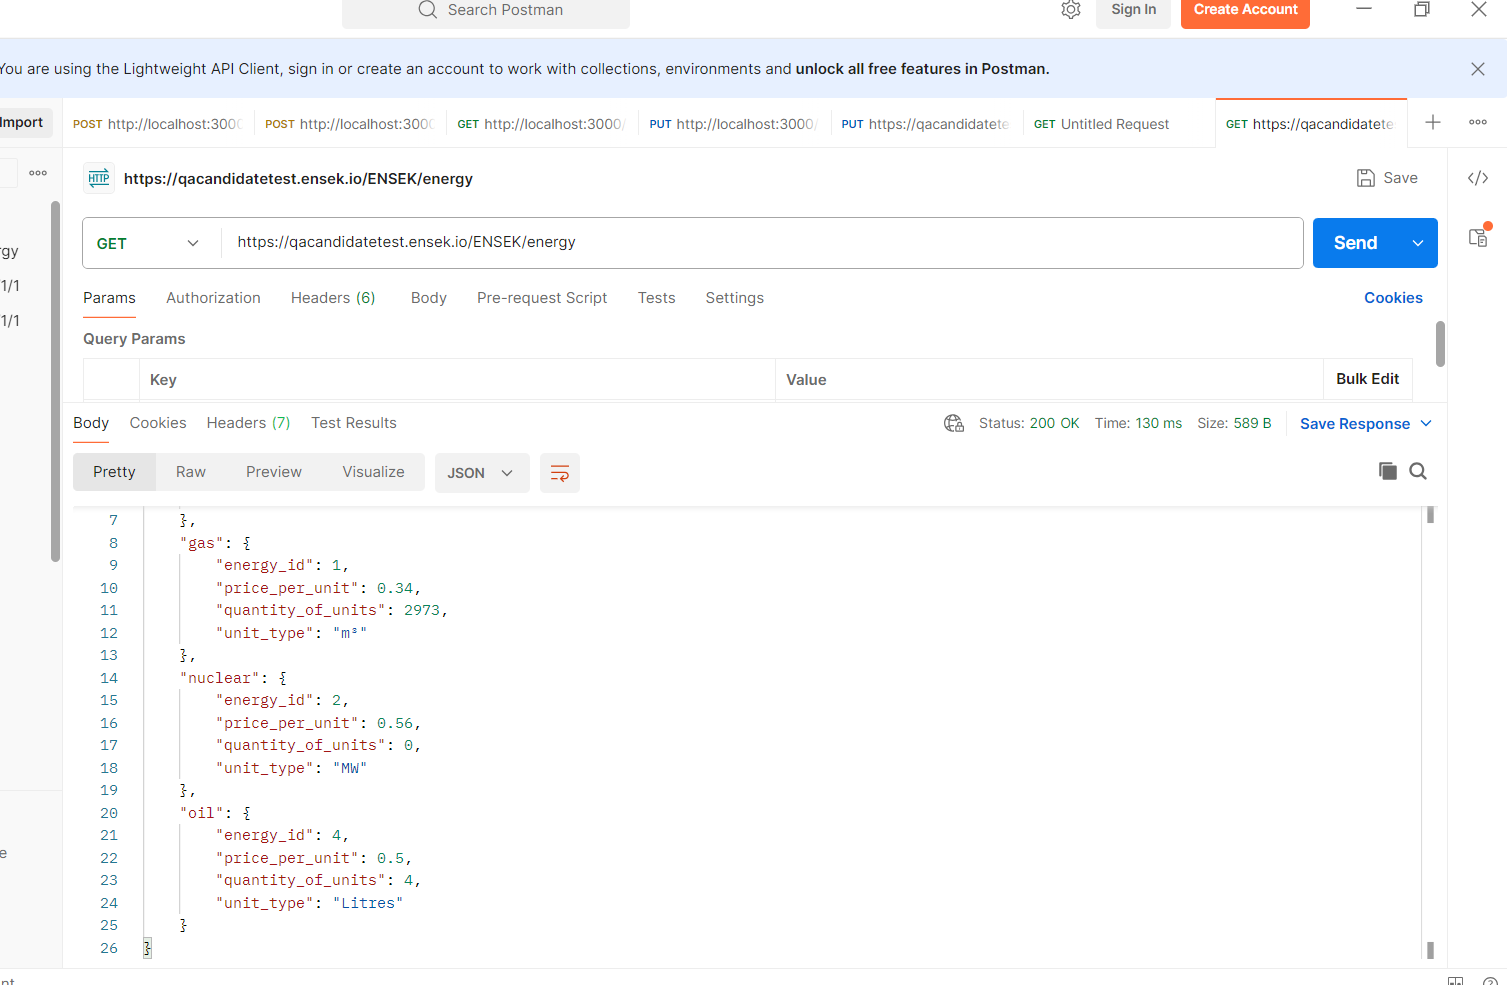 Search Postman
Sign In
Create Account
You are using the Lightweight API Client, sign in or create an account to work with collections, environments and unlock all free features in Postman.
Import
POST http://localhost:3000
POST http://localhost:3000
GET http://localhost:3000/
PUT http://localhost:3000/
PUT https://qacandidatete
GET Untitled Request
GET https://qacandidatete
HTTP https://qacandidatetest.ensek.io/ENSEK/energy
Save
</>
GET https://qacandidatetest.ensek.io/ENSEK/energy
Send
rgy
1/1
1/1
Params Authorization Headers (6) Body Pre-request Script Tests Settings Cookies
Query Params
Key Value Bulk Edit
Body Cookies Headers (7) Test Results Status: 200 OK Time: 130 ms Size: 589 B Save Response
Pretty Raw Preview Visualize JSON
7 },
8 "gas": {
9 "energy_id": 1,
10 "price_per_unit": 0.34,
11 "quantity_of_units": 2973,
12 "unit_type": "m³"
13 },
14 "nuclear": {
15 "energy_id": 2,
16 "price_per_unit": 0.56,
17 "quantity_of_units": 0,
18 "unit_type": "MW"
19 },
20 "oil": {
21 "energy_id": 4,
22 "price_per_unit": 0.5,
23 "quantity_of_units": 4,
24 "unit_type": "Litres"
25 }
26 }
e